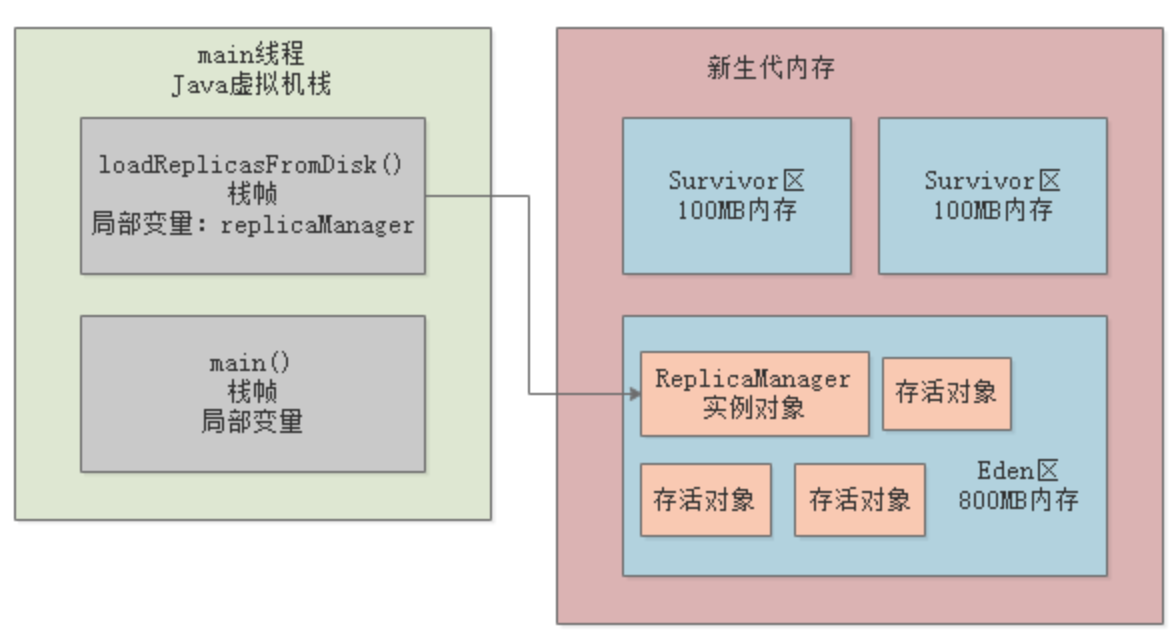 main线程
Java虚拟机栈
loadReplicasFromDisk()
栈帧
局部变量：replicaManager
main()
栈帧
局部变量
新生代内存
Survivor区
100MB内存
Survivor区
100MB内存
ReplicaManager
实例对象
存活对象
存活对象
存活对象
Eden区
800MB内存